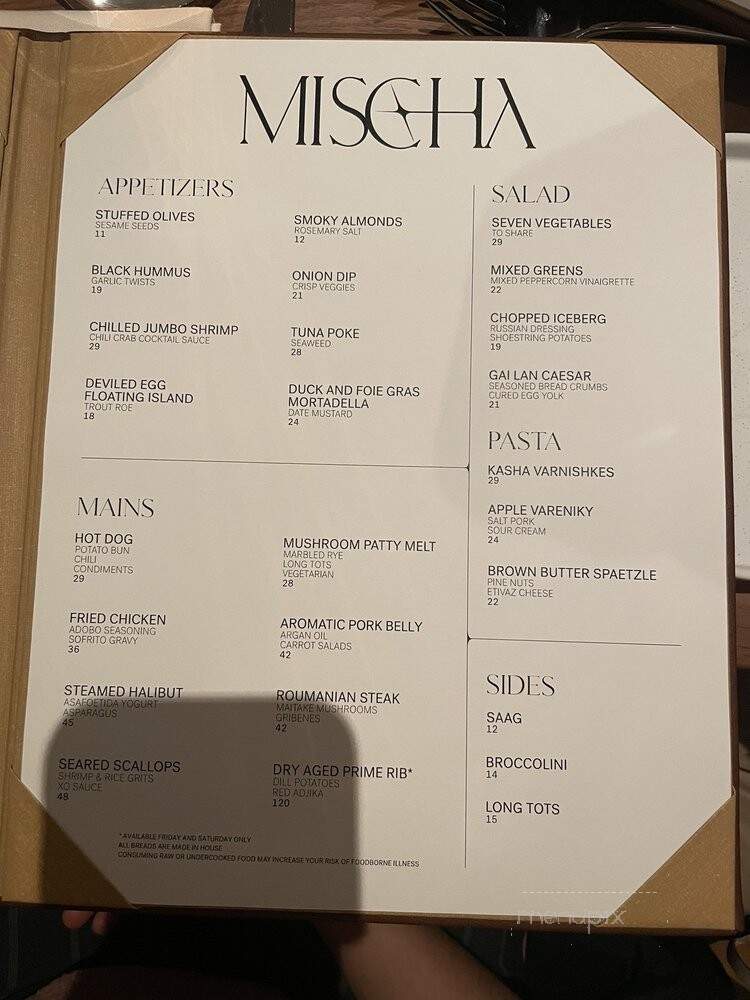 MISCHA
APPETIZERS
STUFFED OLIVES
SESAME SEEDS
11
SMOKY ALMONDS
ROSEMARY SALT
12
BLACK HUMMUS
GARLIC TWISTS
19
ONION DIP
CRISP VEGGIES
21
CHILLED JUMBO SHRIMP
CHILI CRAB COCKTAIL SAUCE
29
TUNA POKE
SEAWEED
28
DEVILED EGG
FLOATING ISLAND
TROUT ROE
18
DUCK AND FOIE GRAS
MORTADELLA
DATE MUSTARD
24
MAINS
HOT DOG
POTATO BUN
CHILI
CONDIMENTS
29
MUSHROOM PATTY MELT
MARBLED RYE
LONG TOTS
VEGETARIAN
28
FRIED CHICKEN
ADOBO SEASONING
SOFRITO GRAVY
36
AROMATIC PORK BELLY
ARGAN OIL
CARROT SALADS
42
STEAMED HALIBUT
ASAFOETIDA YOGURT
ASPARAGUS
45
ROUMANIAN STEAK
MAITAKE MUSHROOMS
GRIBENES
42
SEARED SCALLOPS
SHRIMP & RICE GRITS
XO SAUCE
48
DRY AGED PRIME RIB*
DILL POTATOES
RED ADJIKA
120
*AVAILABLE FRIDAY AND SATURDAY ONLY
ALL BREADS ARE MADE IN HOUSE
CONSUMING RAW OR UNDERCOOKED FOOD MAY INCREASE YOUR RISK OF FOODBORNE ILLNESS
SALAD
SEVEN VEGETABLES
TO SHARE
29
MIXED GREENS
MIXED PEPPERCORN VINAIGRETTE
22
CHOPPED ICEBERG
RUSSIAN DRESSING
SHOESTRING POTATOES
19
GAI LAN CAESAR
SEASONED BREAD CRUMBS
CURED EGG YOLK
21
PASTA
KASHA VARNISHKES
29
APPLE VARENIKY
SALT PORK
SOUR CREAM
24
BROWN BUTTER SPAETZLE
PINE NUTS
ETIVAZ CHEESE
22
SIDES
SAAG
12
BROCCOLINI
14
LONG TOTS
15
menupix